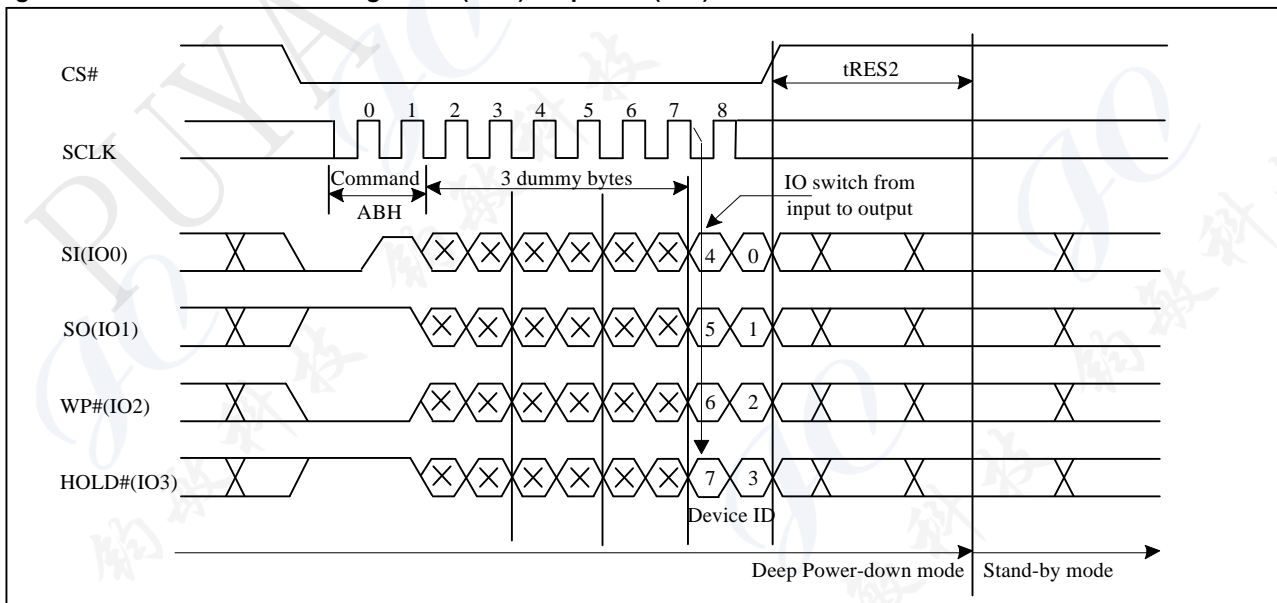 CS#
tRES2
0 1 2 3 4 5 6 7 8
SCLK
Command
ABH
3 dummy bytes
IO switch from
input to output
SI(IO0)
4 0
SO(IO1)
5 1
WP#(IO2)
6 2
HOLD#(IO3)
7 3
Device ID
Deep Power-down mode
Stand-by mode
PUYA